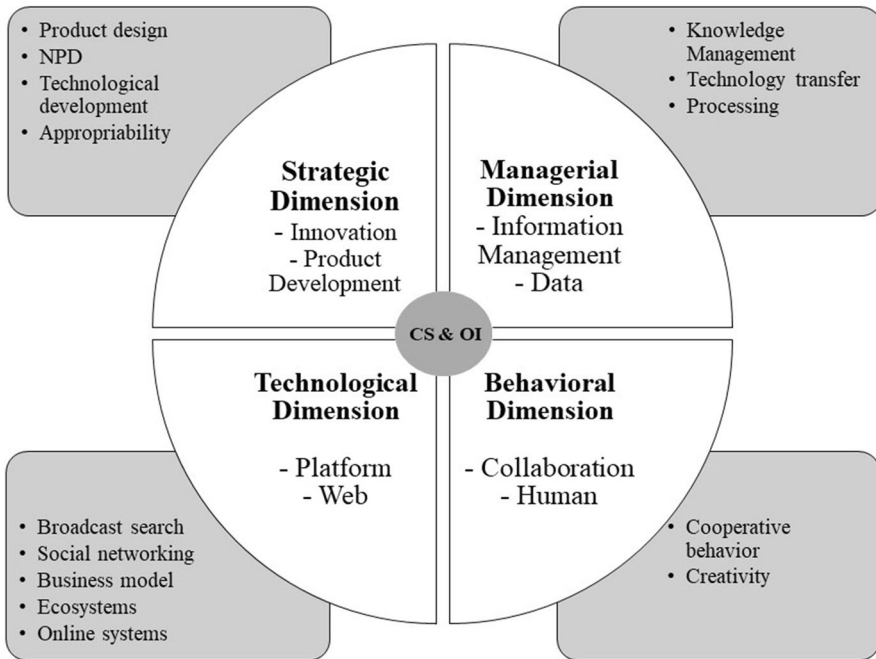 • Product design
• NPD
• Technological
development
• Appropriability
• Knowledge
Management
• Technology transfer
• Processing
Strategic
Dimension
- Innovation
- Product
Development
Managerial
Dimension
- Information
Management
- Data
CS & OI
Technological
Dimension
- Platform
- Web
Behavioral
Dimension
- Collaboration
- Human
• Broadcast search
• Social networking
• Business model
• Ecosystems
• Online systems
• Cooperative
behavior
• Creativity